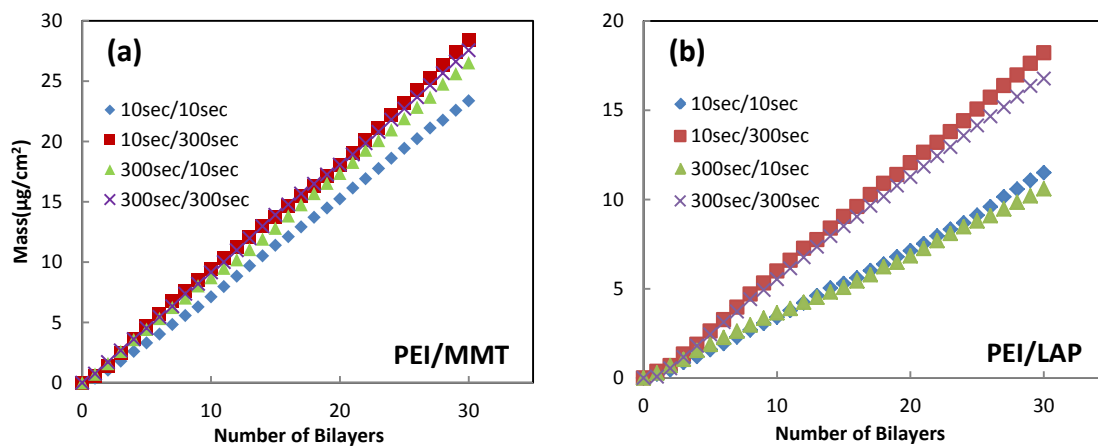 (a)
30
25
20
15
10
5
0
Mass(µg/cm²)
10sec/10sec
10sec/300sec
300sec/10sec
300sec/300sec
PEI/MMT
0 10 20 30
Number of Bilayers
(b)
20
15
10
5
0
10sec/10sec
10sec/300sec
300sec/10sec
300sec/300sec
PEI/LAP
0 10 20 30
Number of Bilayers